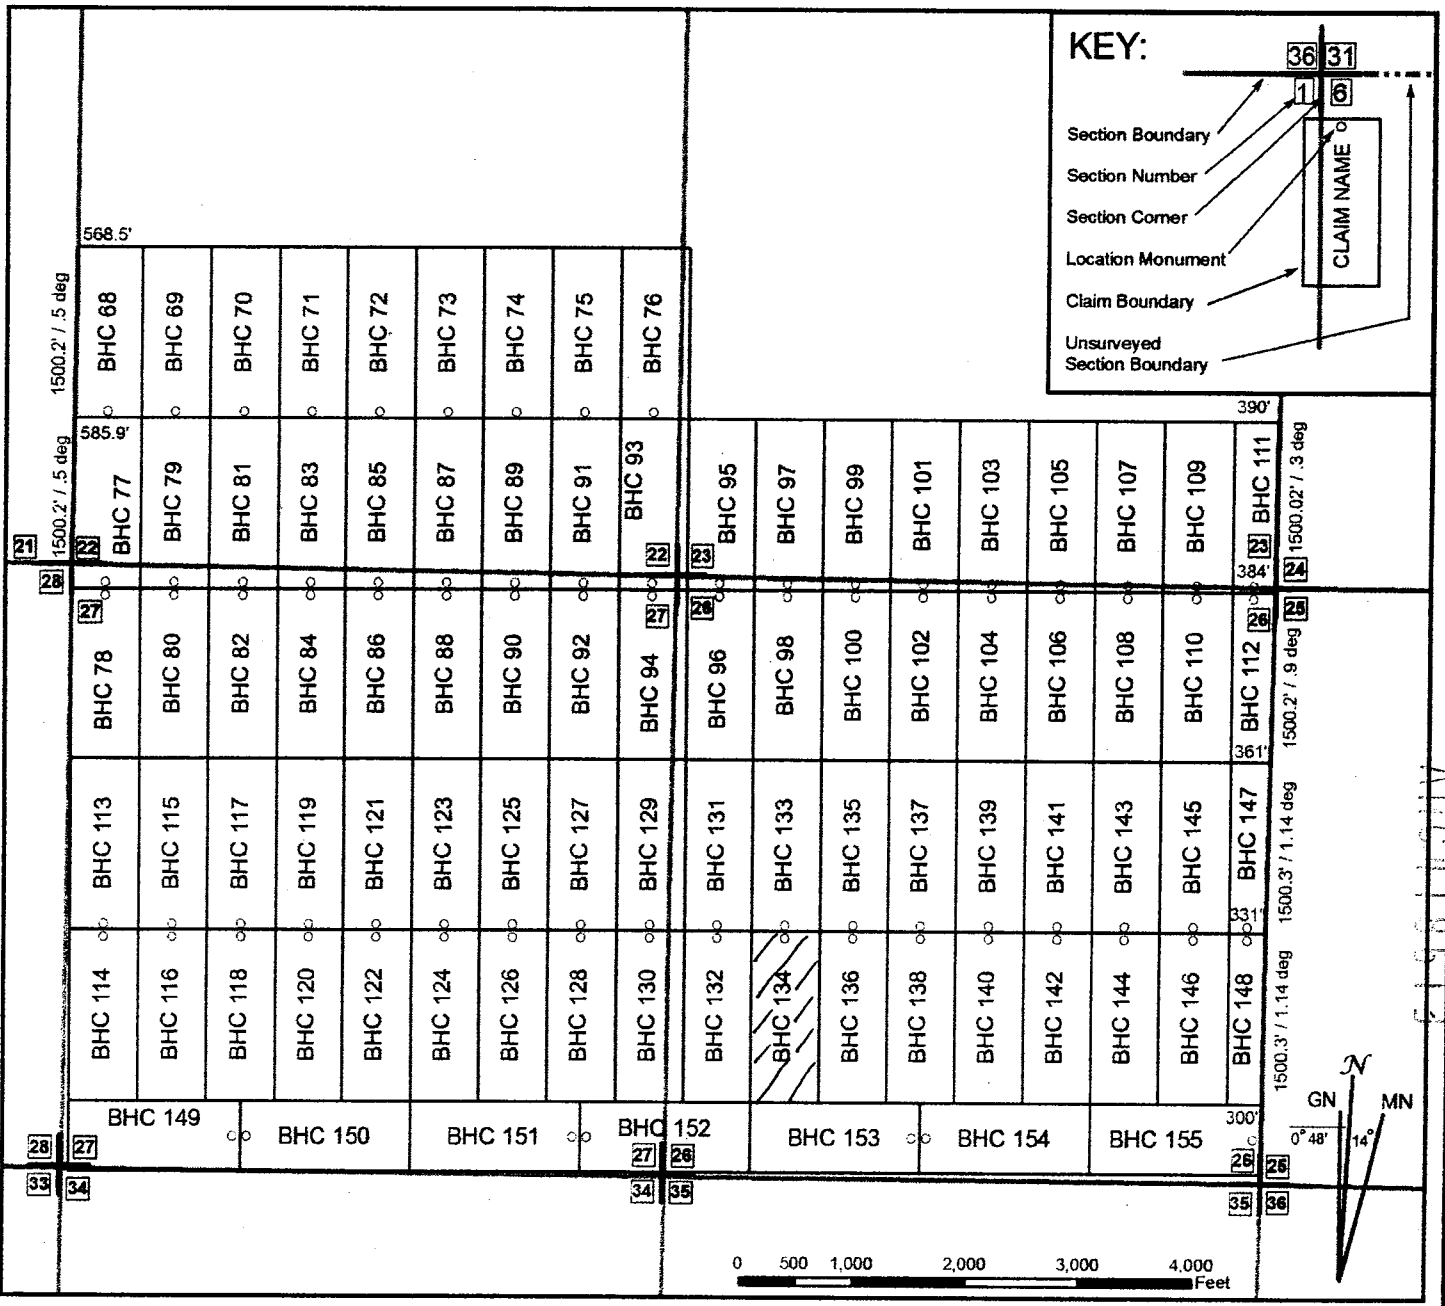 KEY:
36 31
1 6
Section Boundary
Section Number
Section Corner
Location Monument
Claim Boundary
Unsurveyed
Section Boundary
CLAIM NAME
568.5'
1500.2' / .5 deg
BHC 68 BHC 69 BHC 70 BHC 71 BHC 72 BHC 73 BHC 74 BHC 75 BHC 76
390'
585.9'
1500.2' / .5 deg
BHC 77 BHC 79 BHC 81 BHC 83 BHC 85 BHC 87 BHC 89 BHC 91 BHC 93 BHC 95 BHC 97 BHC 99 BHC 101 BHC 103 BHC 105 BHC 107 BHC 109 BHC 111
1500.02' / .3 deg
21 22 22 23 23 24
384'
28 27 27 26 26 25
BHC 78 BHC 80 BHC 82 BHC 84 BHC 86 BHC 88 BHC 90 BHC 92 BHC 94 BHC 96 BHC 98 BHC 100 BHC 102 BHC 104 BHC 106 BHC 108 BHC 110 BHC 112
1500.2' / .9 deg
361'
BHC 113 BHC 115 BHC 117 BHC 119 BHC 121 BHC 123 BHC 125 BHC 127 BHC 129 BHC 131 BHC 133 BHC 135 BHC 137 BHC 139 BHC 141 BHC 143 BHC 145 BHC 147
1500.3' / 1.14 deg
331'
BHC 114 BHC 116 BHC 118 BHC 120 BHC 122 BHC 124 BHC 126 BHC 128 BHC 130 BHC 132 BHC 134 BHC 136 BHC 138 BHC 140 BHC 142 BHC 144 BHC 146 BHC 148
1500.3' / 1.14 deg
300'
BHC 149 BHC 150 BHC 151 BHC 152 BHC 153 BHC 154 BHC 155
28 27 27 26 26 25
33 34 34 35 35 36
N
GN MN
0° 48' 14°
0 500 1,000 2,000 3,000 4,000
Feet